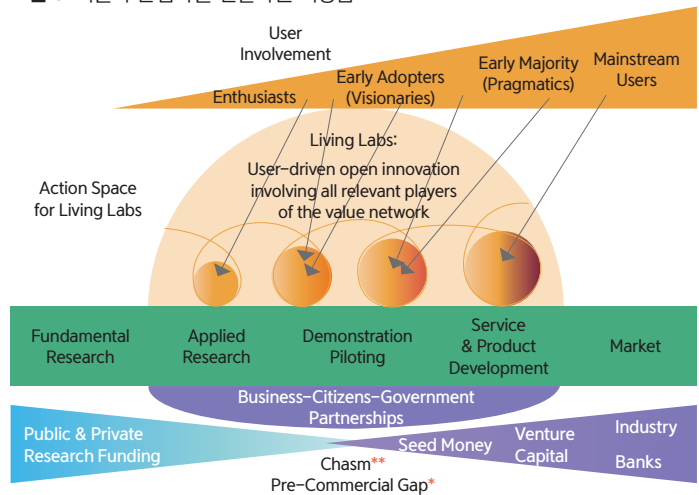 User
Involvement
Enthusiasts
Early Adopters
(Visionaries)
Early Majority
(Pragmatics)
Mainstream
Users
Living Labs:
User-driven open innovation
involving all relevant players
of the value network
Action Space
for Living Labs
Fundamental
Research
Applied
Research
Demonstration
Piloting
Service
& Product
Development
Market
Business-Citizens-Government
Partnerships
Public & Private
Research Funding
Seed Money
Venture
Capital
Industry
Banks
Chasm**
Pre-Commercial Gap*